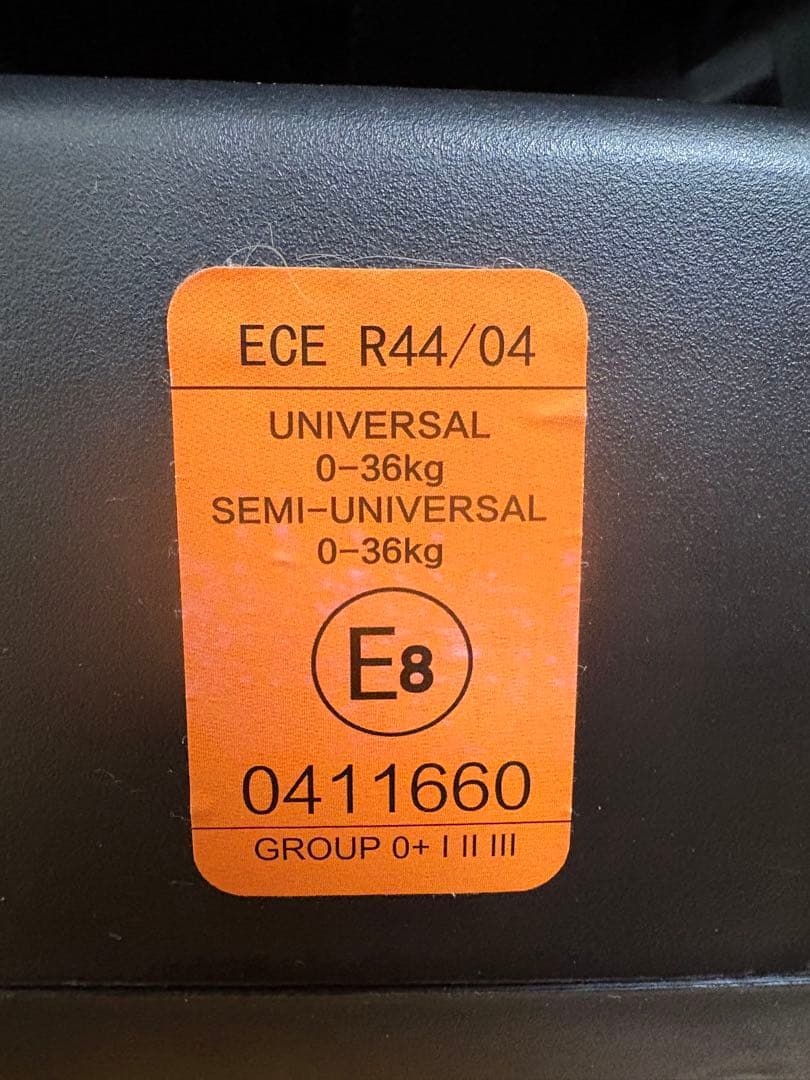 ECE R44/04
UNIVERSAL
0-36kg
SEMI-UNIVERSAL
0-36kg
E8
0411660
GROUP 0+ I II III